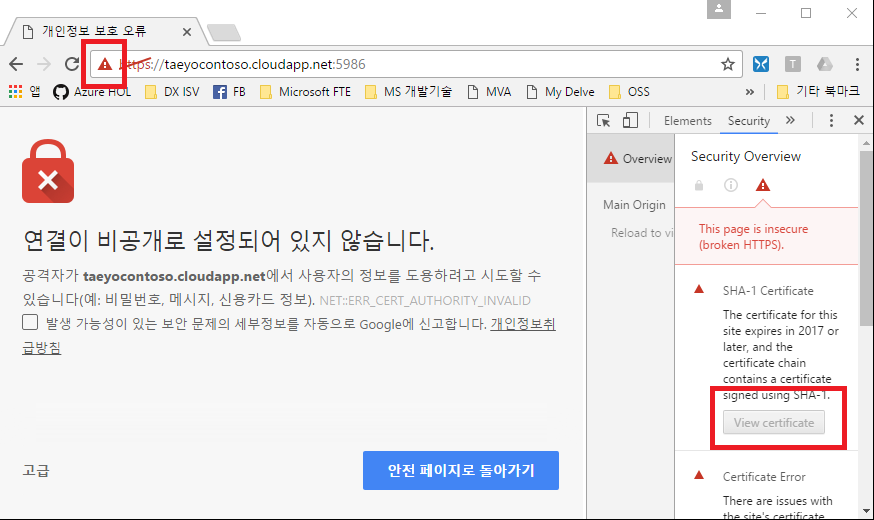 개인정보 보호 오류
https://taeyocontoso.cloudapp.net:5986
앱 Azure HOL DX ISV FB Microsoft FTE MS 개발기술 MVA My Delve OSS » 기타 북마크
Elements Security »
Overview
Main Origin
Reload to vi
Security Overview
This page is insecure
(broken HTTPS).
SHA-1 Certificate
The certificate for this
site expires in 2017 or
later, and the
certificate chain
contains a certificate
signed using SHA-1.
View certificate
Certificate Error
There are issues with
the site's certificate
연결이 비공개로 설정되어 있지 않습니다.
공격자가 taeyocontoso.cloudapp.net에서 사용자의 정보를 도용하려고 시도할 수
있습니다(예: 비밀번호, 메시지, 신용카드 정보). NET::ERR_CERT_AUTHORITY_INVALID
발생 가능성이 있는 보안 문제의 세부정보를 자동으로 Google에 신고합니다. 개인정보취
급방침
고급
안전 페이지로 돌아가기